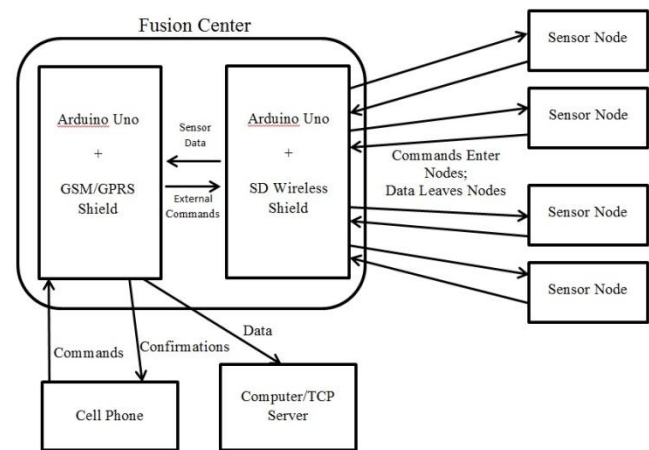 Fusion Center
Arduino Uno
+
GSM/GPRS
Shield
Sensor
Data
External
Commands
Arduino Uno
+
SD Wireless
Shield
Commands Enter
Nodes;
Data Leaves Nodes
Sensor Node
Sensor Node
Sensor Node
Sensor Node
Commands
Confirmations
Data
Cell Phone
Computer/TCP
Server